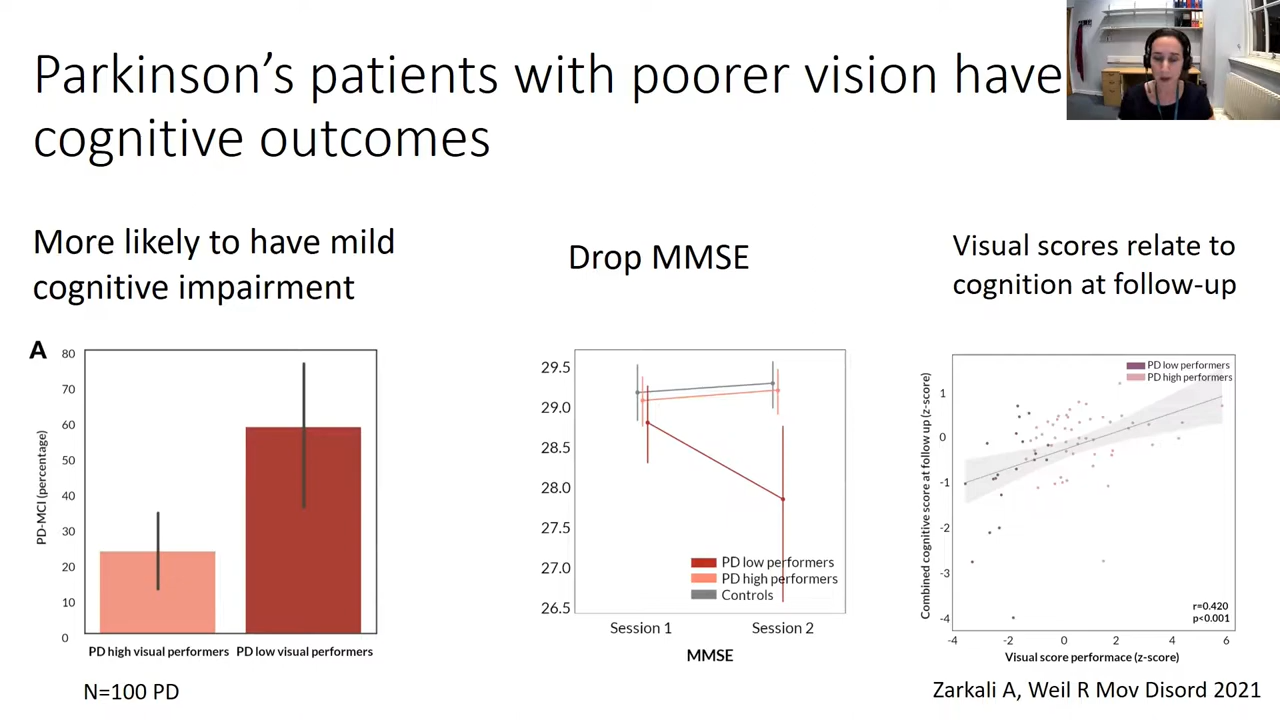 Parkinson’s patients with poorer vision have
cognitive outcomes
More likely to have mild
cognitive impairment
A
80
70
60
50
40
30
20
10
0
PD-MCI (percentage)
PD high visual performers
PD low visual performers
N=100 PD
Drop MMSE
29.5
29.0
28.5
28.0
27.5
27.0
26.5
PD low performers
PD high performers
Controls
Session 1
Session 2
MMSE
Visual scores relate to
cognition at follow-up
PD low performers
PD high performers
Combined cognitive score at follow up (z-score)
1
0
-1
-2
-3
-4
r=0.420
p<0.001
-4
-2
0
2
4
6
Visual score performace (z-score)
Zarkali A, Weil R Mov Disord 2021